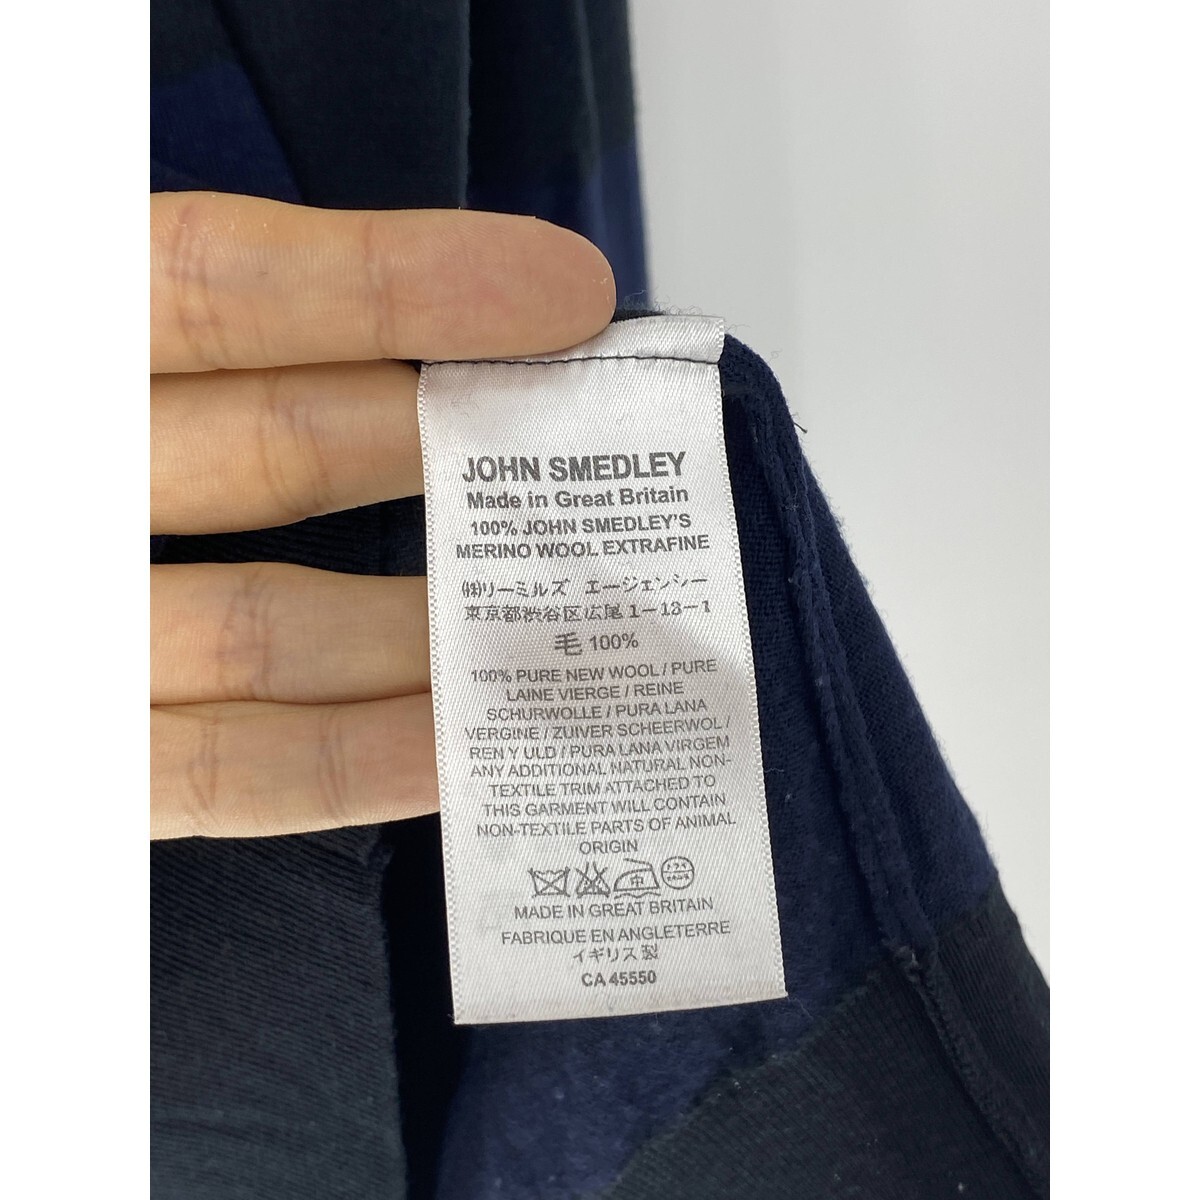 JOHN SMEDLEY
Made in Great Britain
100% JOHN SMEDLEY'S
MERINO WOOL EXTRAFINE
㈱リーミルズ エージェンシー
東京都渋谷区広尾1-13-1
毛 100%
100% PURE NEW WOOL / PURE
LAINE VIERGE / REINE
SCHURWOLLE / PURA LANA
VERGINE / ZUIVER SCHEERWOL /
REN Y ULD / PURA LANA VIRGEM
ANY ADDITIONAL NATURAL NON-
TEXTILE TRIM ATTACHED TO
THIS GARMENT WILL CONTAIN
NON-TEXTILE PARTS OF ANIMAL
ORIGIN
中 ドライ
MADE IN GREAT BRITAIN
FABRIQUE EN ANGLETERRE
イギリス製
CA 45550